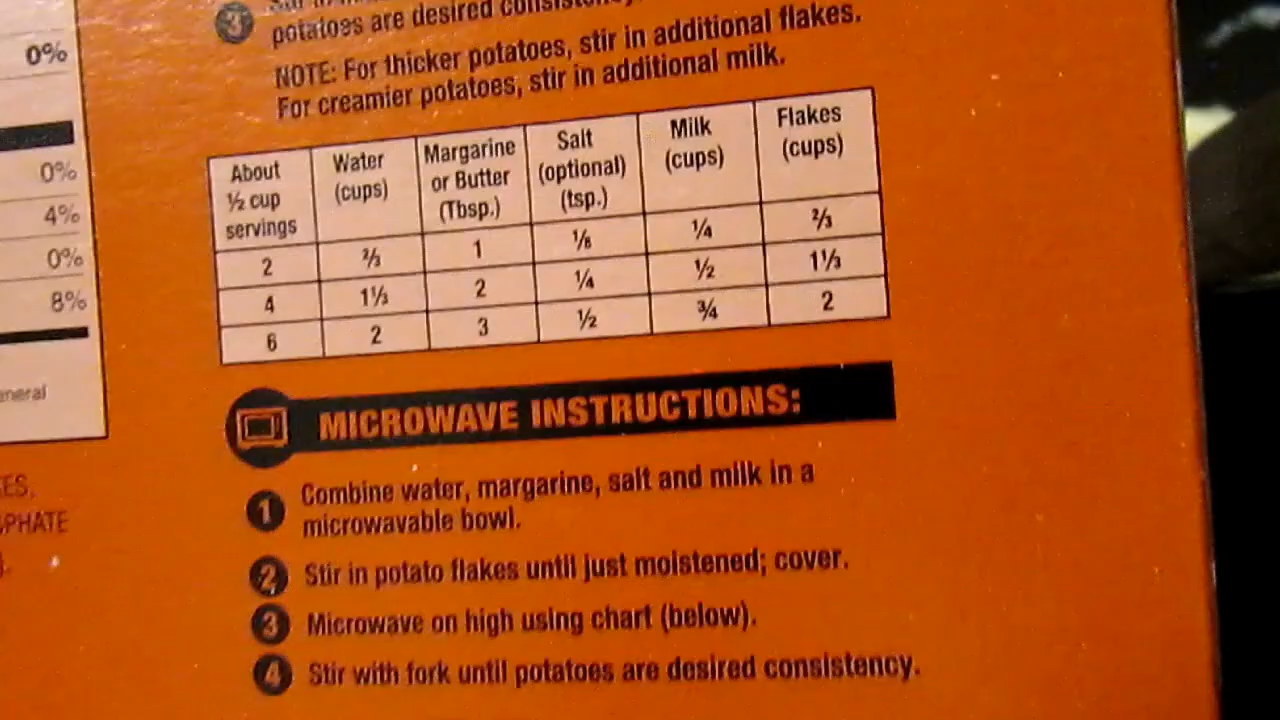 0%
0%
4%
0%
8%
eneral
ES,
PHATE
3
potatoes are desired consistency.
NOTE: For thicker potatoes, stir in additional flakes.
For creamier potatoes, stir in additional milk.
About ½ cup servings | Water (cups) | Margarine or Butter (Tbsp.) | Salt (optional) (tsp.) | Milk (cups) | Flakes (cups)
2 | ⅔ | 1 | ⅛ | ¼ | ⅔
4 | 1⅓ | 2 | ¼ | ½ | 1⅓
6 | 2 | 3 | ½ | ¾ | 2
MICROWAVE INSTRUCTIONS:
1 Combine water, margarine, salt and milk in a
microwavable bowl.
2 Stir in potato flakes until just moistened; cover.
3 Microwave on high using chart (below).
4 Stir with fork until potatoes are desired consistency.